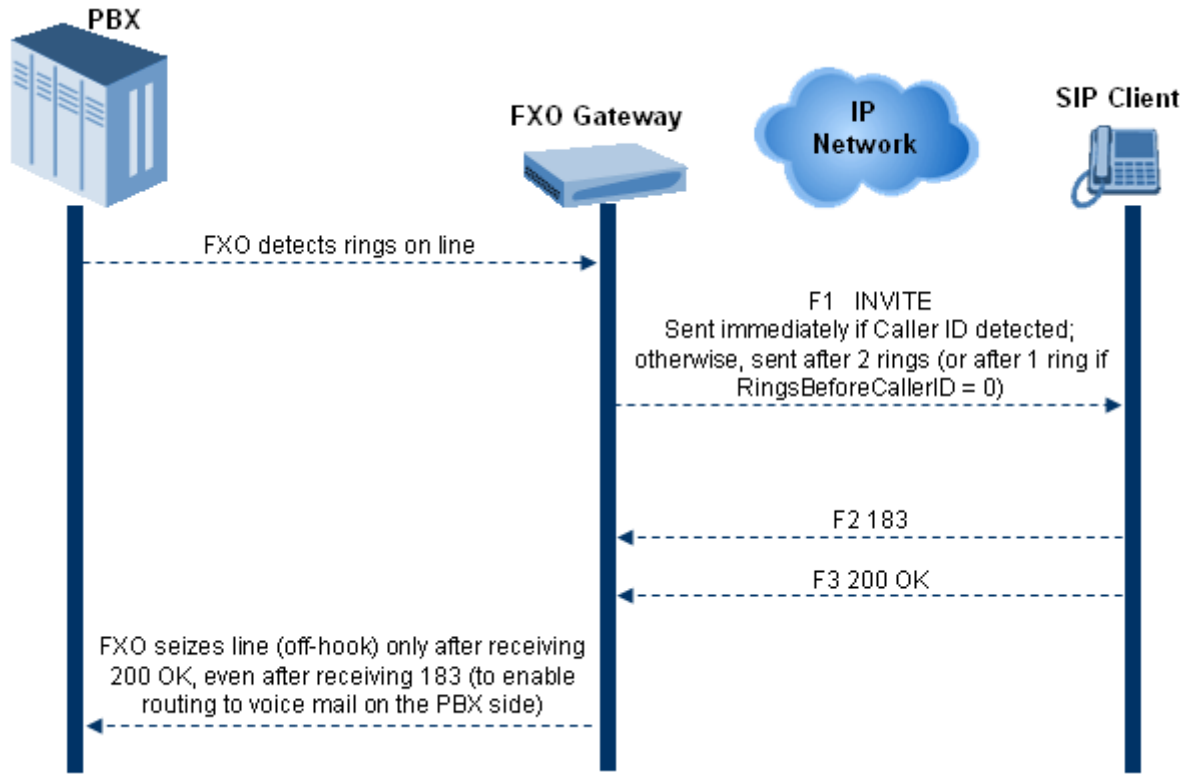 PBX
FXO Gateway
IP
Network
SIP Client
FXO detects rings on line
F1 INVITE
Sent immediately if Caller ID detected;
otherwise, sent after 2 rings (or after 1 ring if
RingsBeforeCallerID = 0)
F2 183
F3 200 OK
FXO seizes line (off-hook) only after receiving
200 OK, even after receiving 183 (to enable
routing to voice mail on the PBX side)